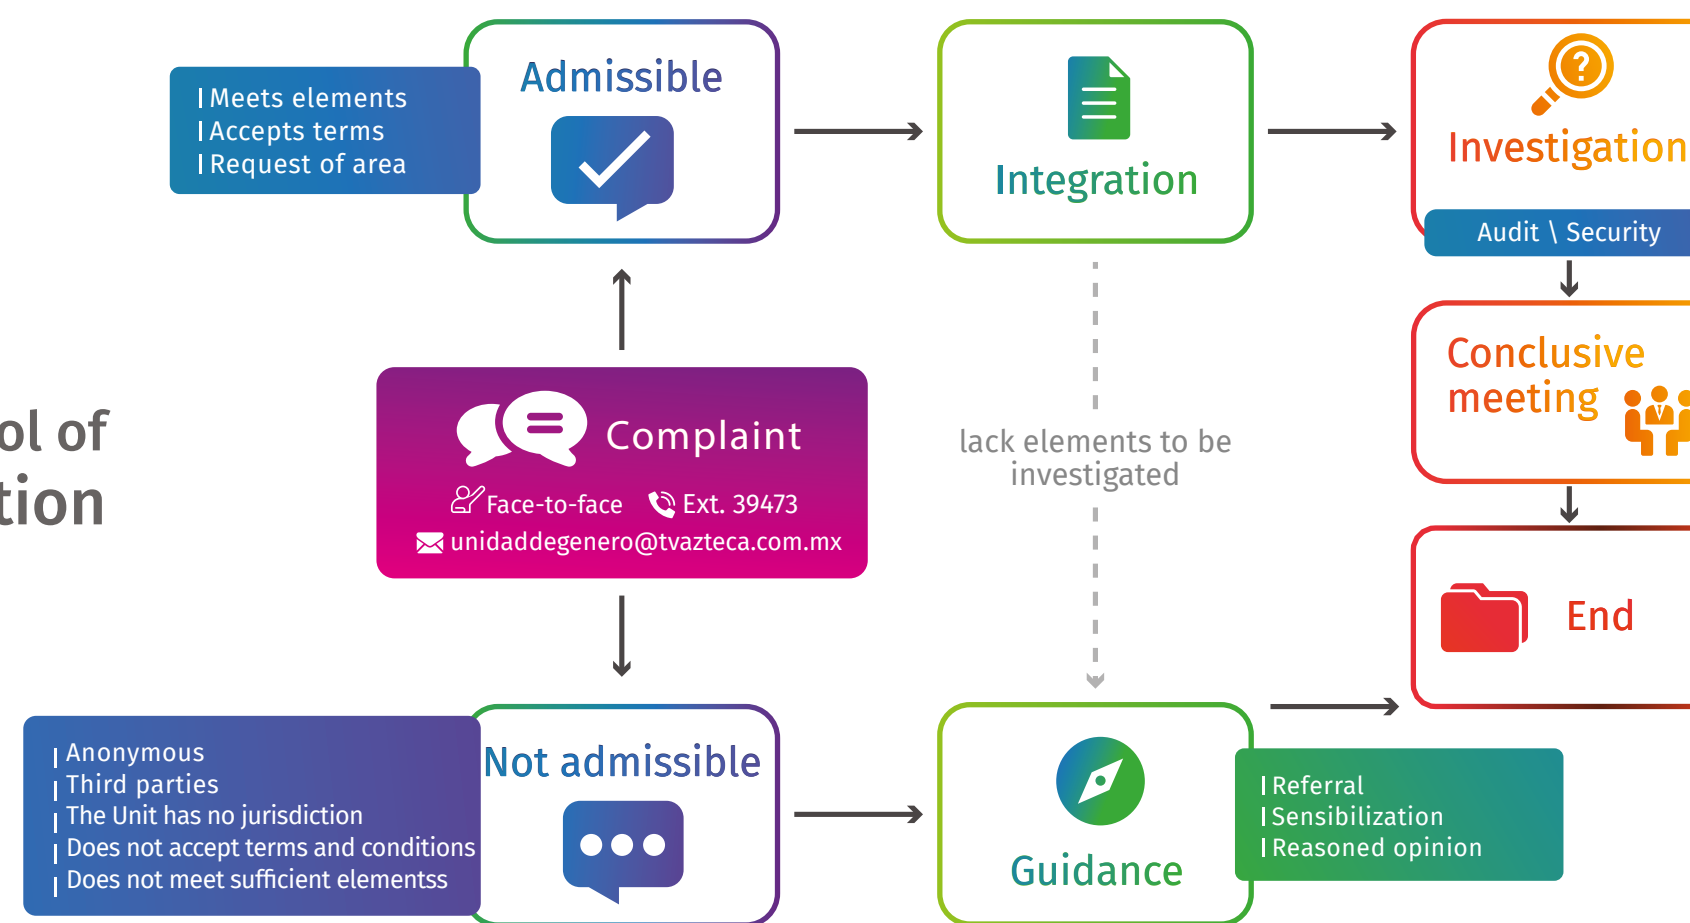 ol of
tion
Meets elements
Accepts terms
Request of area
Admissible
Integration
?
Investigation
Audit \ Security
Complaint
Face-to-face
Ext. 39473
unidaddegenero@tvazteca.com.mx
lack elements to be
investigated
Conclusive
meeting
End
Anonymous
Third parties
The Unit has no jurisdiction
Does not accept terms and conditions
Does not meet sufficient elementss
Not admissible
Guidance
Referral
Sensibilization
Reasoned opinion